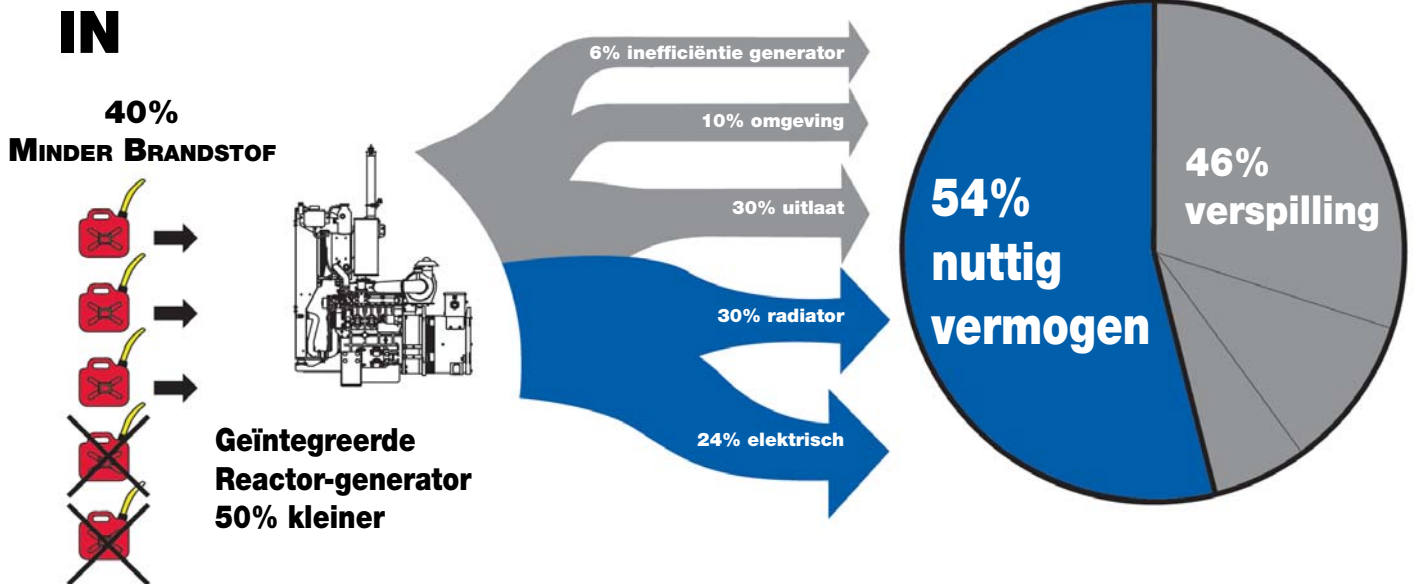 IN
40%
MINDER BRANDSTOF
Geïntegreerde
Reactor-generator
50% kleiner
6% inefficiëntie generator
10% omgeving
30% uitlaat
30% radiator
24% elektrisch
54%
nuttig
vermogen
46%
verspilling